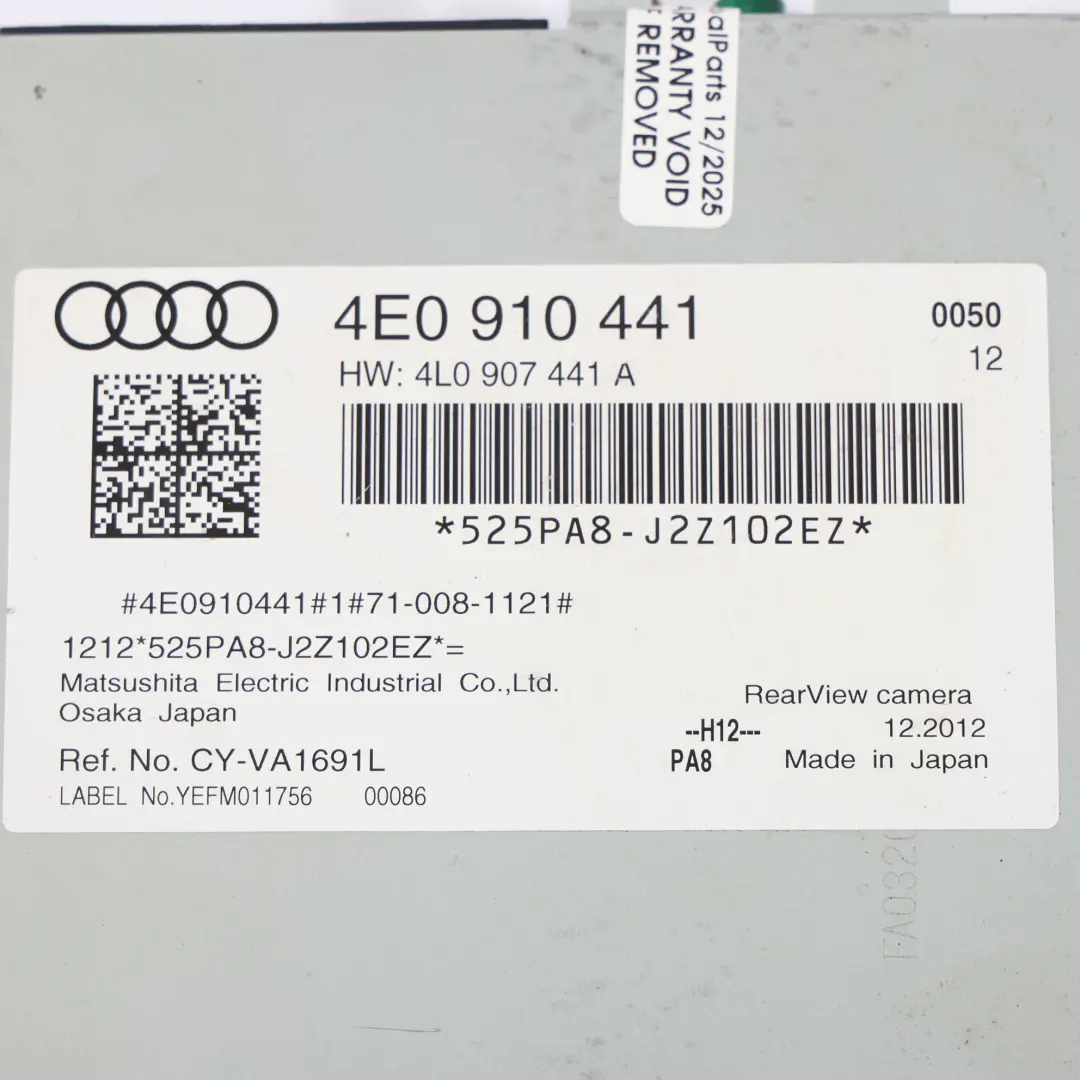 alParts 12/2025
RRANTY VOID
F REMOVED
4E0 910 441
0050
HW: 4L0 907 441 A
12
*525PA8-J2Z102EZ*
#4E0910441#1#71-008-1121#
1212*525PA8-J2Z102EZ*=
Matsushita Electric Industrial Co.,Ltd.
Osaka Japan
RearView camera
--H12---
12.2012
Ref. No. CY-VA1691L
PA8
Made in Japan
LABEL No.YEFM011756 00086
FA0320